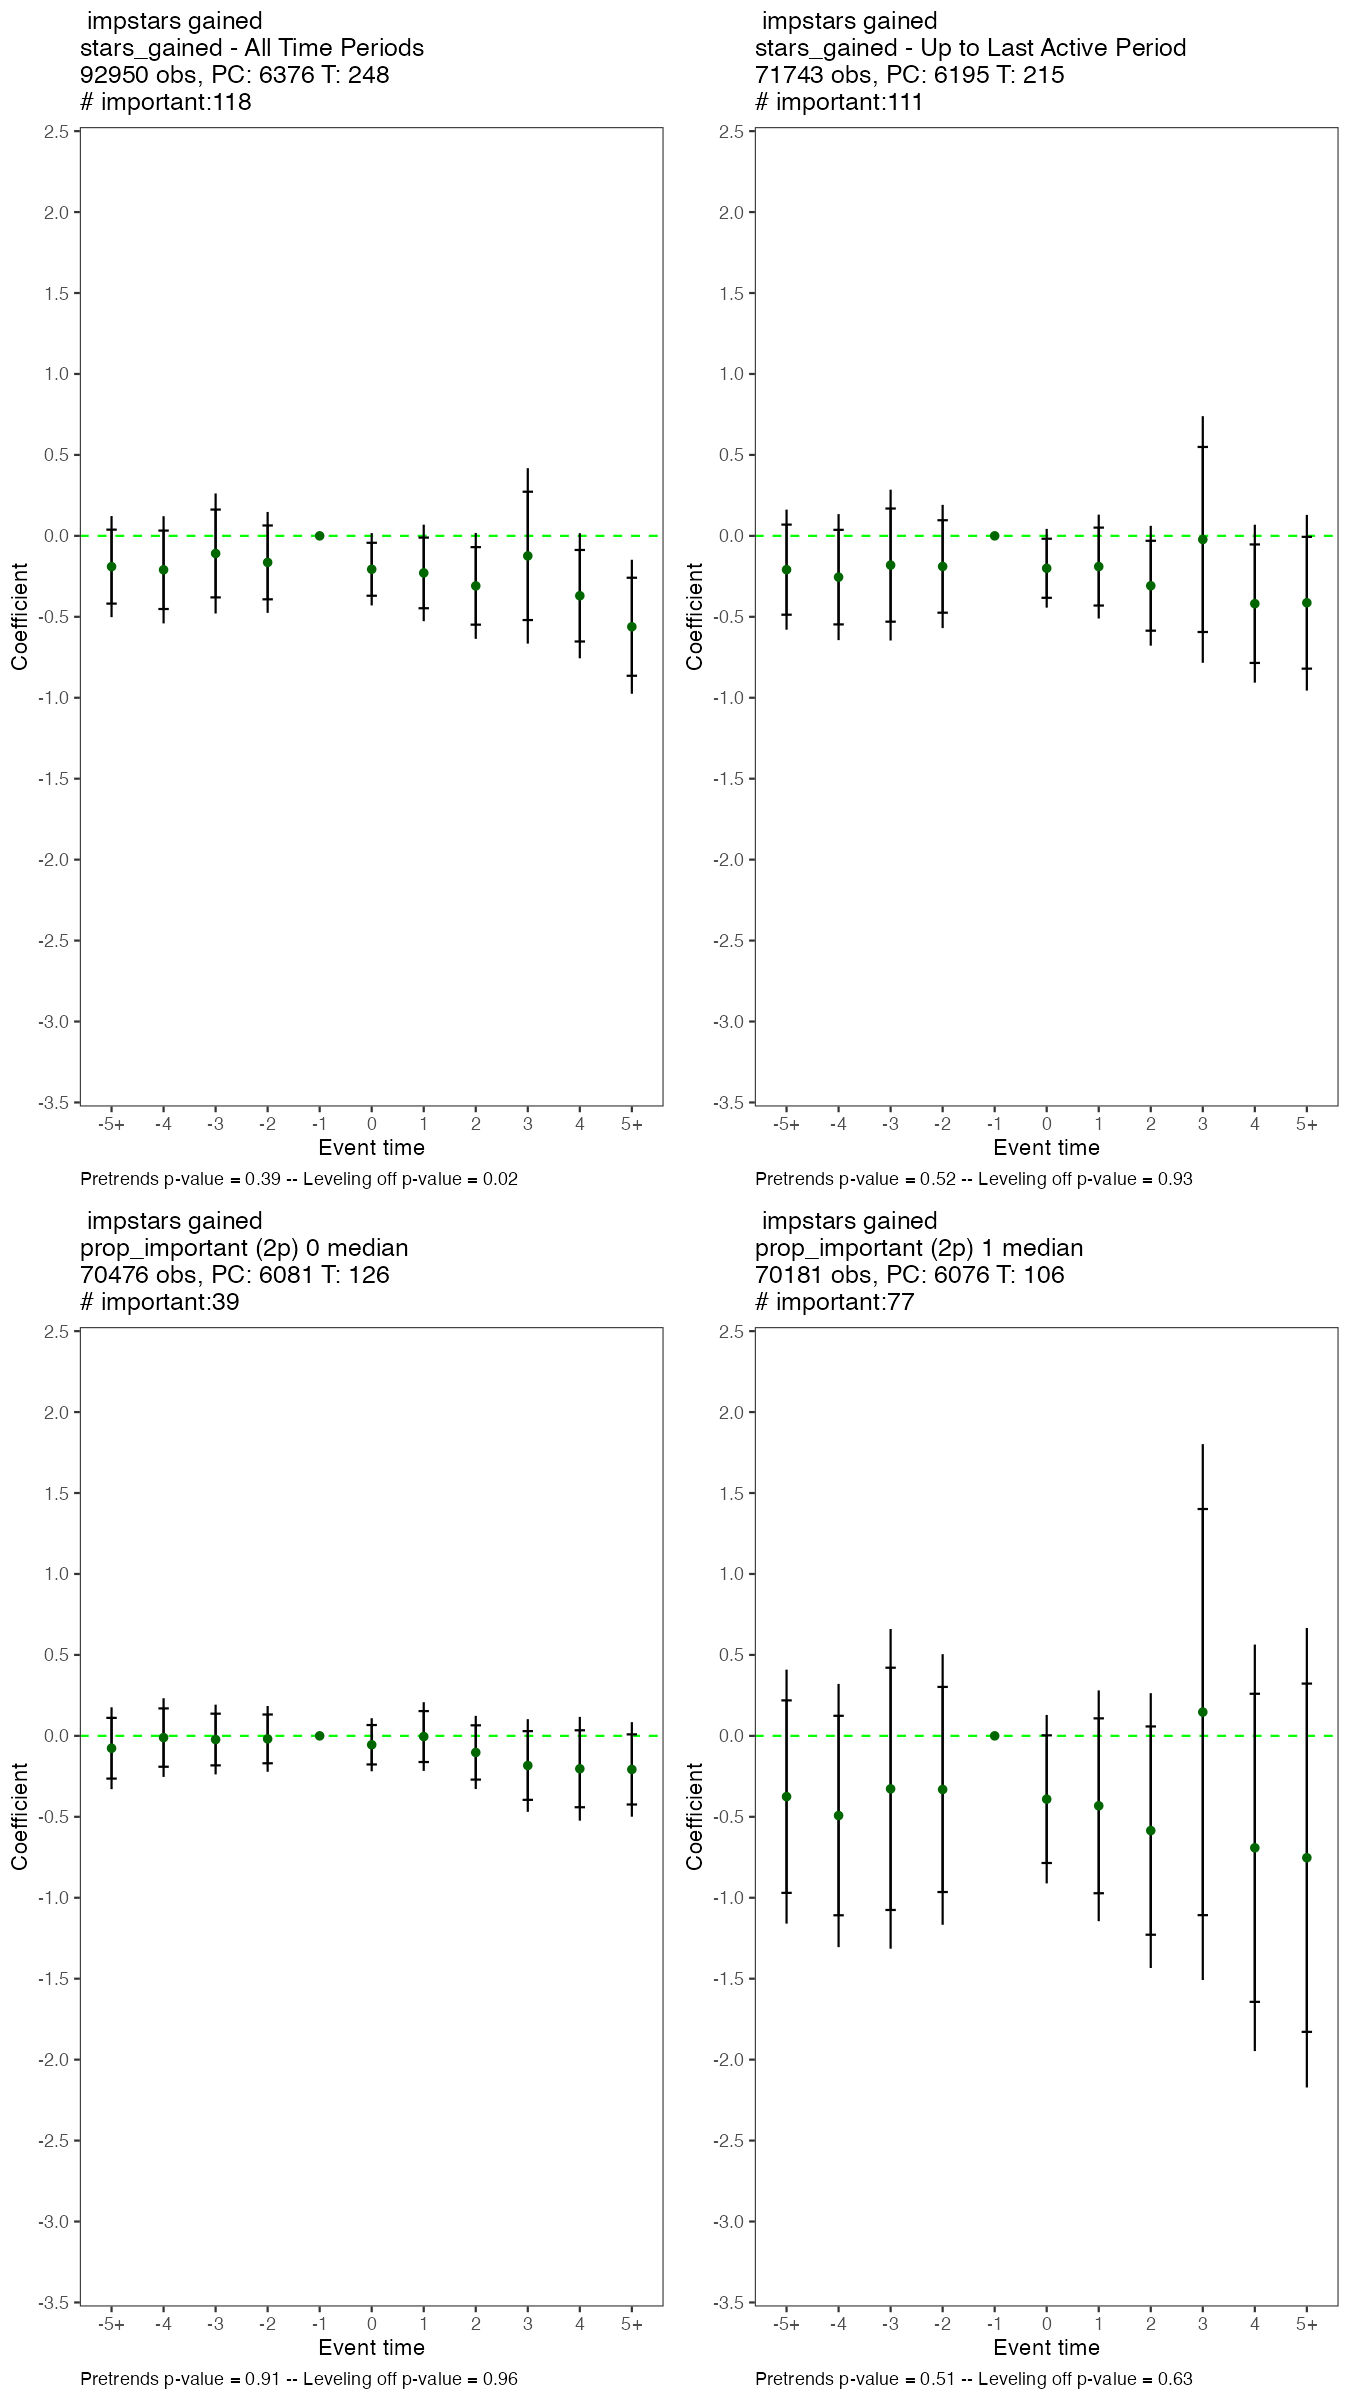 impstars gained
stars_gained - All Time Periods
92950 obs, PC: 6376 T: 248
# important:118
2.5
2.0
1.5
1.0
0.5
0.0
-0.5
-1.0
-1.5
-2.0
-2.5
-3.0
-3.5
Coefficient
-5+ -4 -3 -2 -1 0 1 2 3 4 5+
Event time
Pretrends p-value = 0.39 -- Leveling off p-value = 0.02
impstars gained
stars_gained - Up to Last Active Period
71743 obs, PC: 6195 T: 215
# important:111
2.5
2.0
1.5
1.0
0.5
0.0
-0.5
-1.0
-1.5
-2.0
-2.5
-3.0
-3.5
Coefficient
-5+ -4 -3 -2 -1 0 1 2 3 4 5+
Event time
Pretrends p-value = 0.52 -- Leveling off p-value = 0.93
impstars gained
prop_important (2p) 0 median
70476 obs, PC: 6081 T: 126
# important:39
2.5
2.0
1.5
1.0
0.5
0.0
-0.5
-1.0
-1.5
-2.0
-2.5
-3.0
-3.5
Coefficient
-5+ -4 -3 -2 -1 0 1 2 3 4 5+
Event time
Pretrends p-value = 0.91 -- Leveling off p-value = 0.96
impstars gained
prop_important (2p) 1 median
70181 obs, PC: 6076 T: 106
# important:77
2.5
2.0
1.5
1.0
0.5
0.0
-0.5
-1.0
-1.5
-2.0
-2.5
-3.0
-3.5
Coefficient
-5+ -4 -3 -2 -1 0 1 2 3 4 5+
Event time
Pretrends p-value = 0.51 -- Leveling off p-value = 0.63